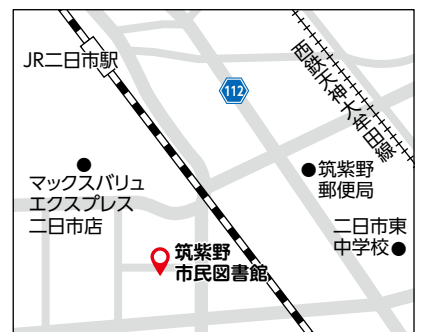 JR二日市駅
112
西鉄天神大牟田線
マックスバリュ
エクスプレス
二日市店
筑紫野
郵便局
二日市東
中学校
筑紫野
市民図書館